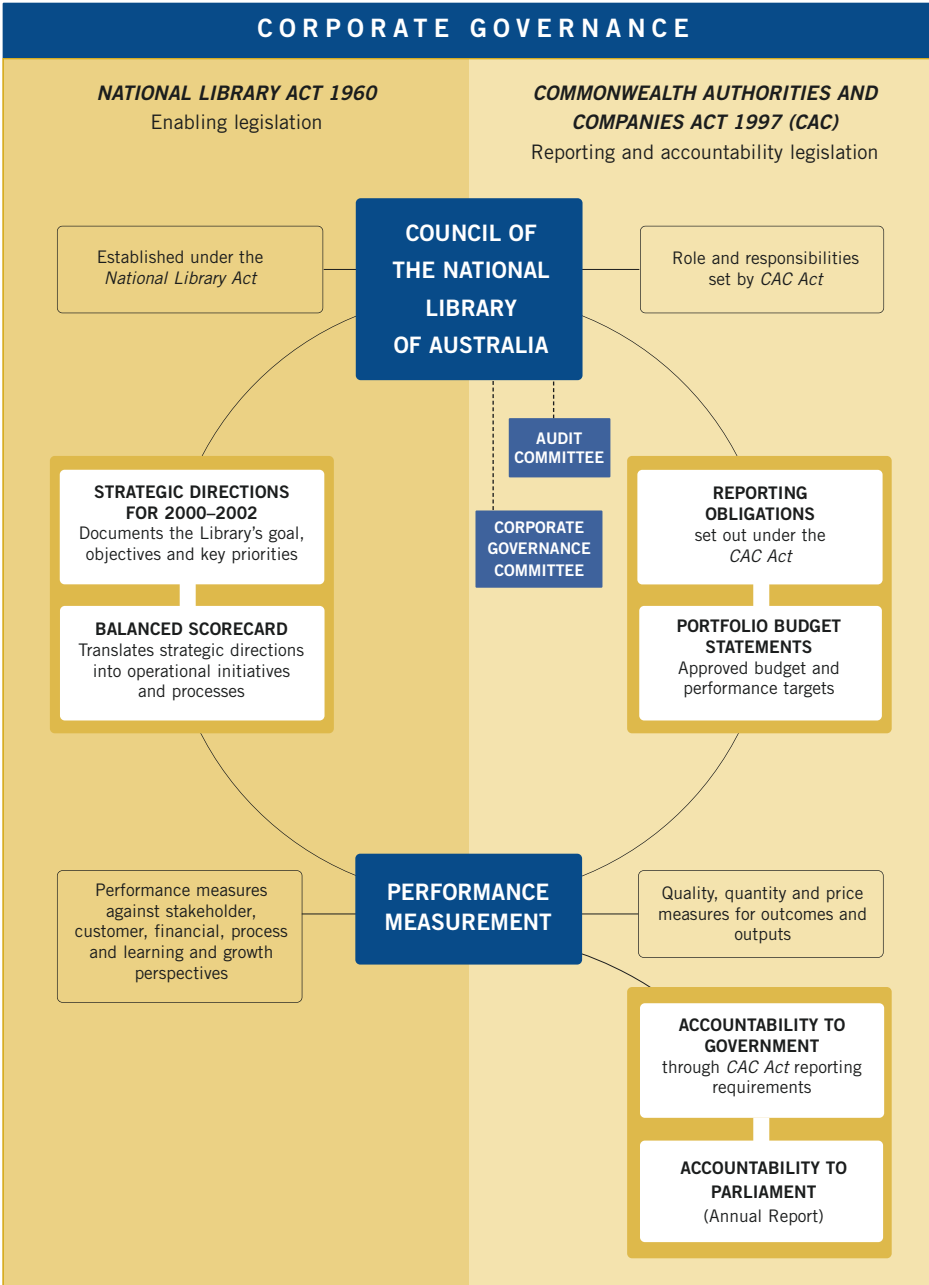 CORPORATE GOVERNANCE
NATIONAL LIBRARY ACT 1960
Enabling legislation
COMMONWEALTH AUTHORITIES AND
COMPANIES ACT 1997 (CAC)
Reporting and accountability legislation
Established under the
National Library Act
COUNCIL OF
THE NATIONAL
LIBRARY
OF AUSTRALIA
Role and responsibilities
set by CAC Act
AUDIT
COMMITTEE
CORPORATE
GOVERNANCE
COMMITTEE
STRATEGIC DIRECTIONS
FOR 2000–2002
Documents the Library's goal,
objectives and key priorities
BALANCED SCORECARD
Translates strategic directions
into operational initiatives
and processes
REPORTING
OBLIGATIONS
set out under the
CAC Act
PORTFOLIO BUDGET
STATEMENTS
Approved budget and
performance targets
Performance measures
against stakeholder,
customer, financial, process
and learning and growth
perspectives
PERFORMANCE
MEASUREMENT
Quality, quantity and price
measures for outcomes and
outputs
ACCOUNTABILITY TO
GOVERNMENT
through CAC Act reporting
requirements
ACCOUNTABILITY TO
PARLIAMENT
(Annual Report)